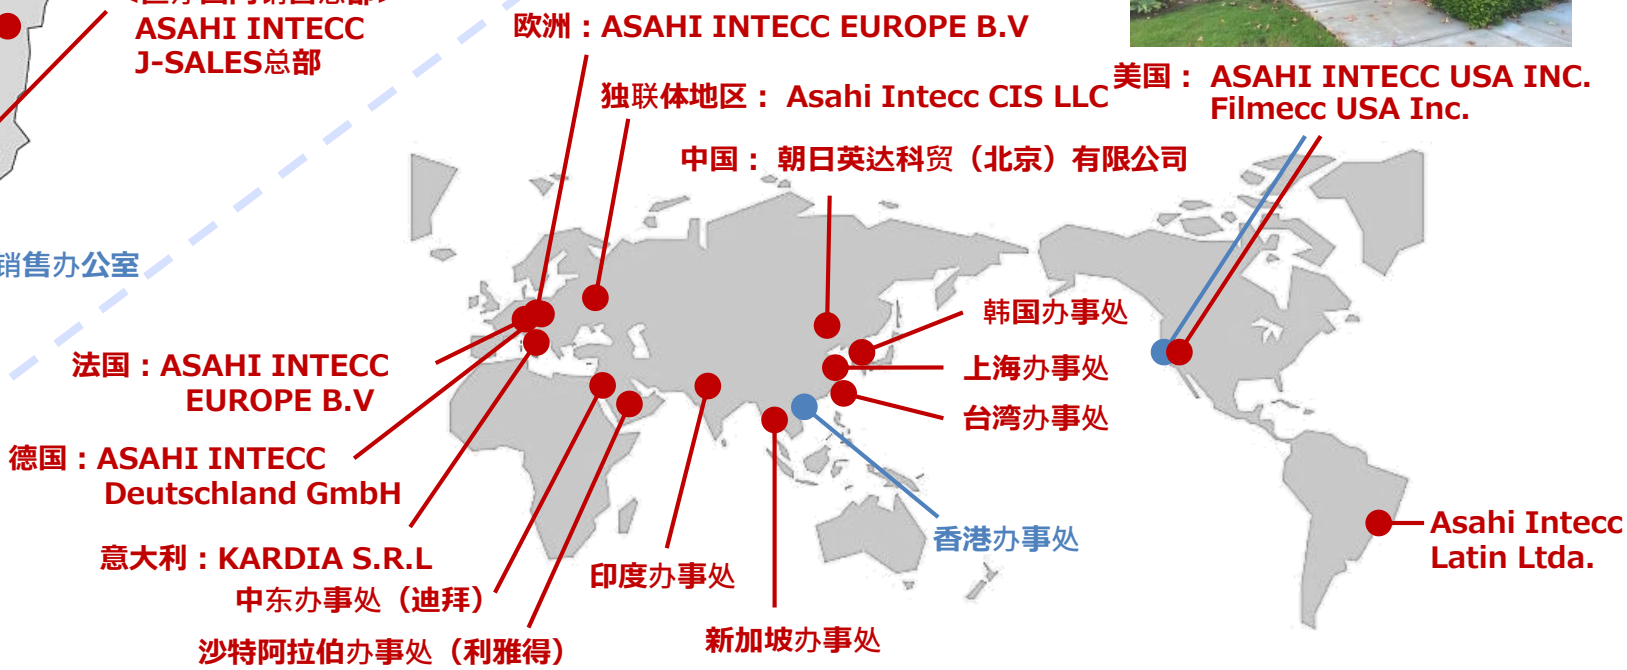 ASAHI INTECC
J-SALES总部
欧洲：ASAHI INTECC EUROPE B.V
独联体地区： Asahi Intecc CIS LLC
美国： ASAHI INTECC USA INC.
Filmecc USA Inc.
中国： 朝日英达科贸（北京）有限公司
销售办公室
韩国办事处
法国：ASAHI INTECC
EUROPE B.V
上海办事处
台湾办事处
德国：ASAHI INTECC
Deutschland GmbH
香港办事处
Asahi Intecc
Latin Ltda.
意大利：KARDIA S.R.L
印度办事处
中东办事处（迪拜）
沙特阿拉伯办事处（利雅得）
新加坡办事处